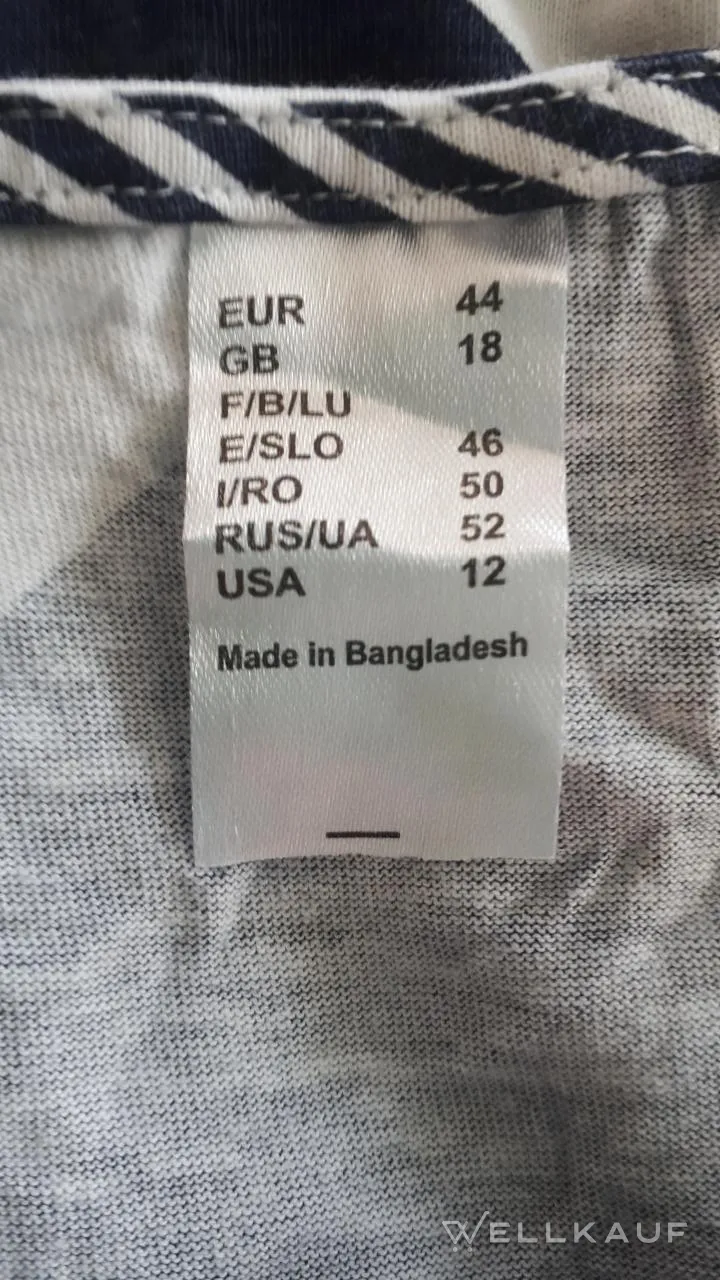 EUR 44
GB 18
F/B/LU
E/SLO 46
I/RO 50
RUS/UA 52
USA 12
Made in Bangladesh
WELLKAUF